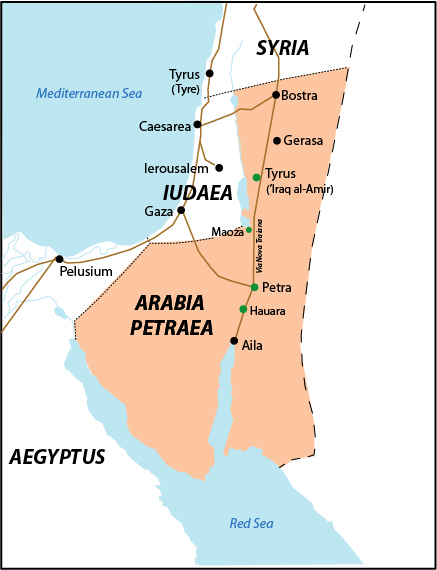 SYRIA
Tyrus
(Tyre)
Mediterranean Sea
Bostra
Caesarea
Gerasa
Ierousalem
Tyrus
('Iraq al-Amir)
IUDAEA
Gaza
Maoza
Via Nova Traiana
Pelusium
Petra
ARABIA
PETRAEA
Hauara
Aila
AEGYPTUS
Red Sea